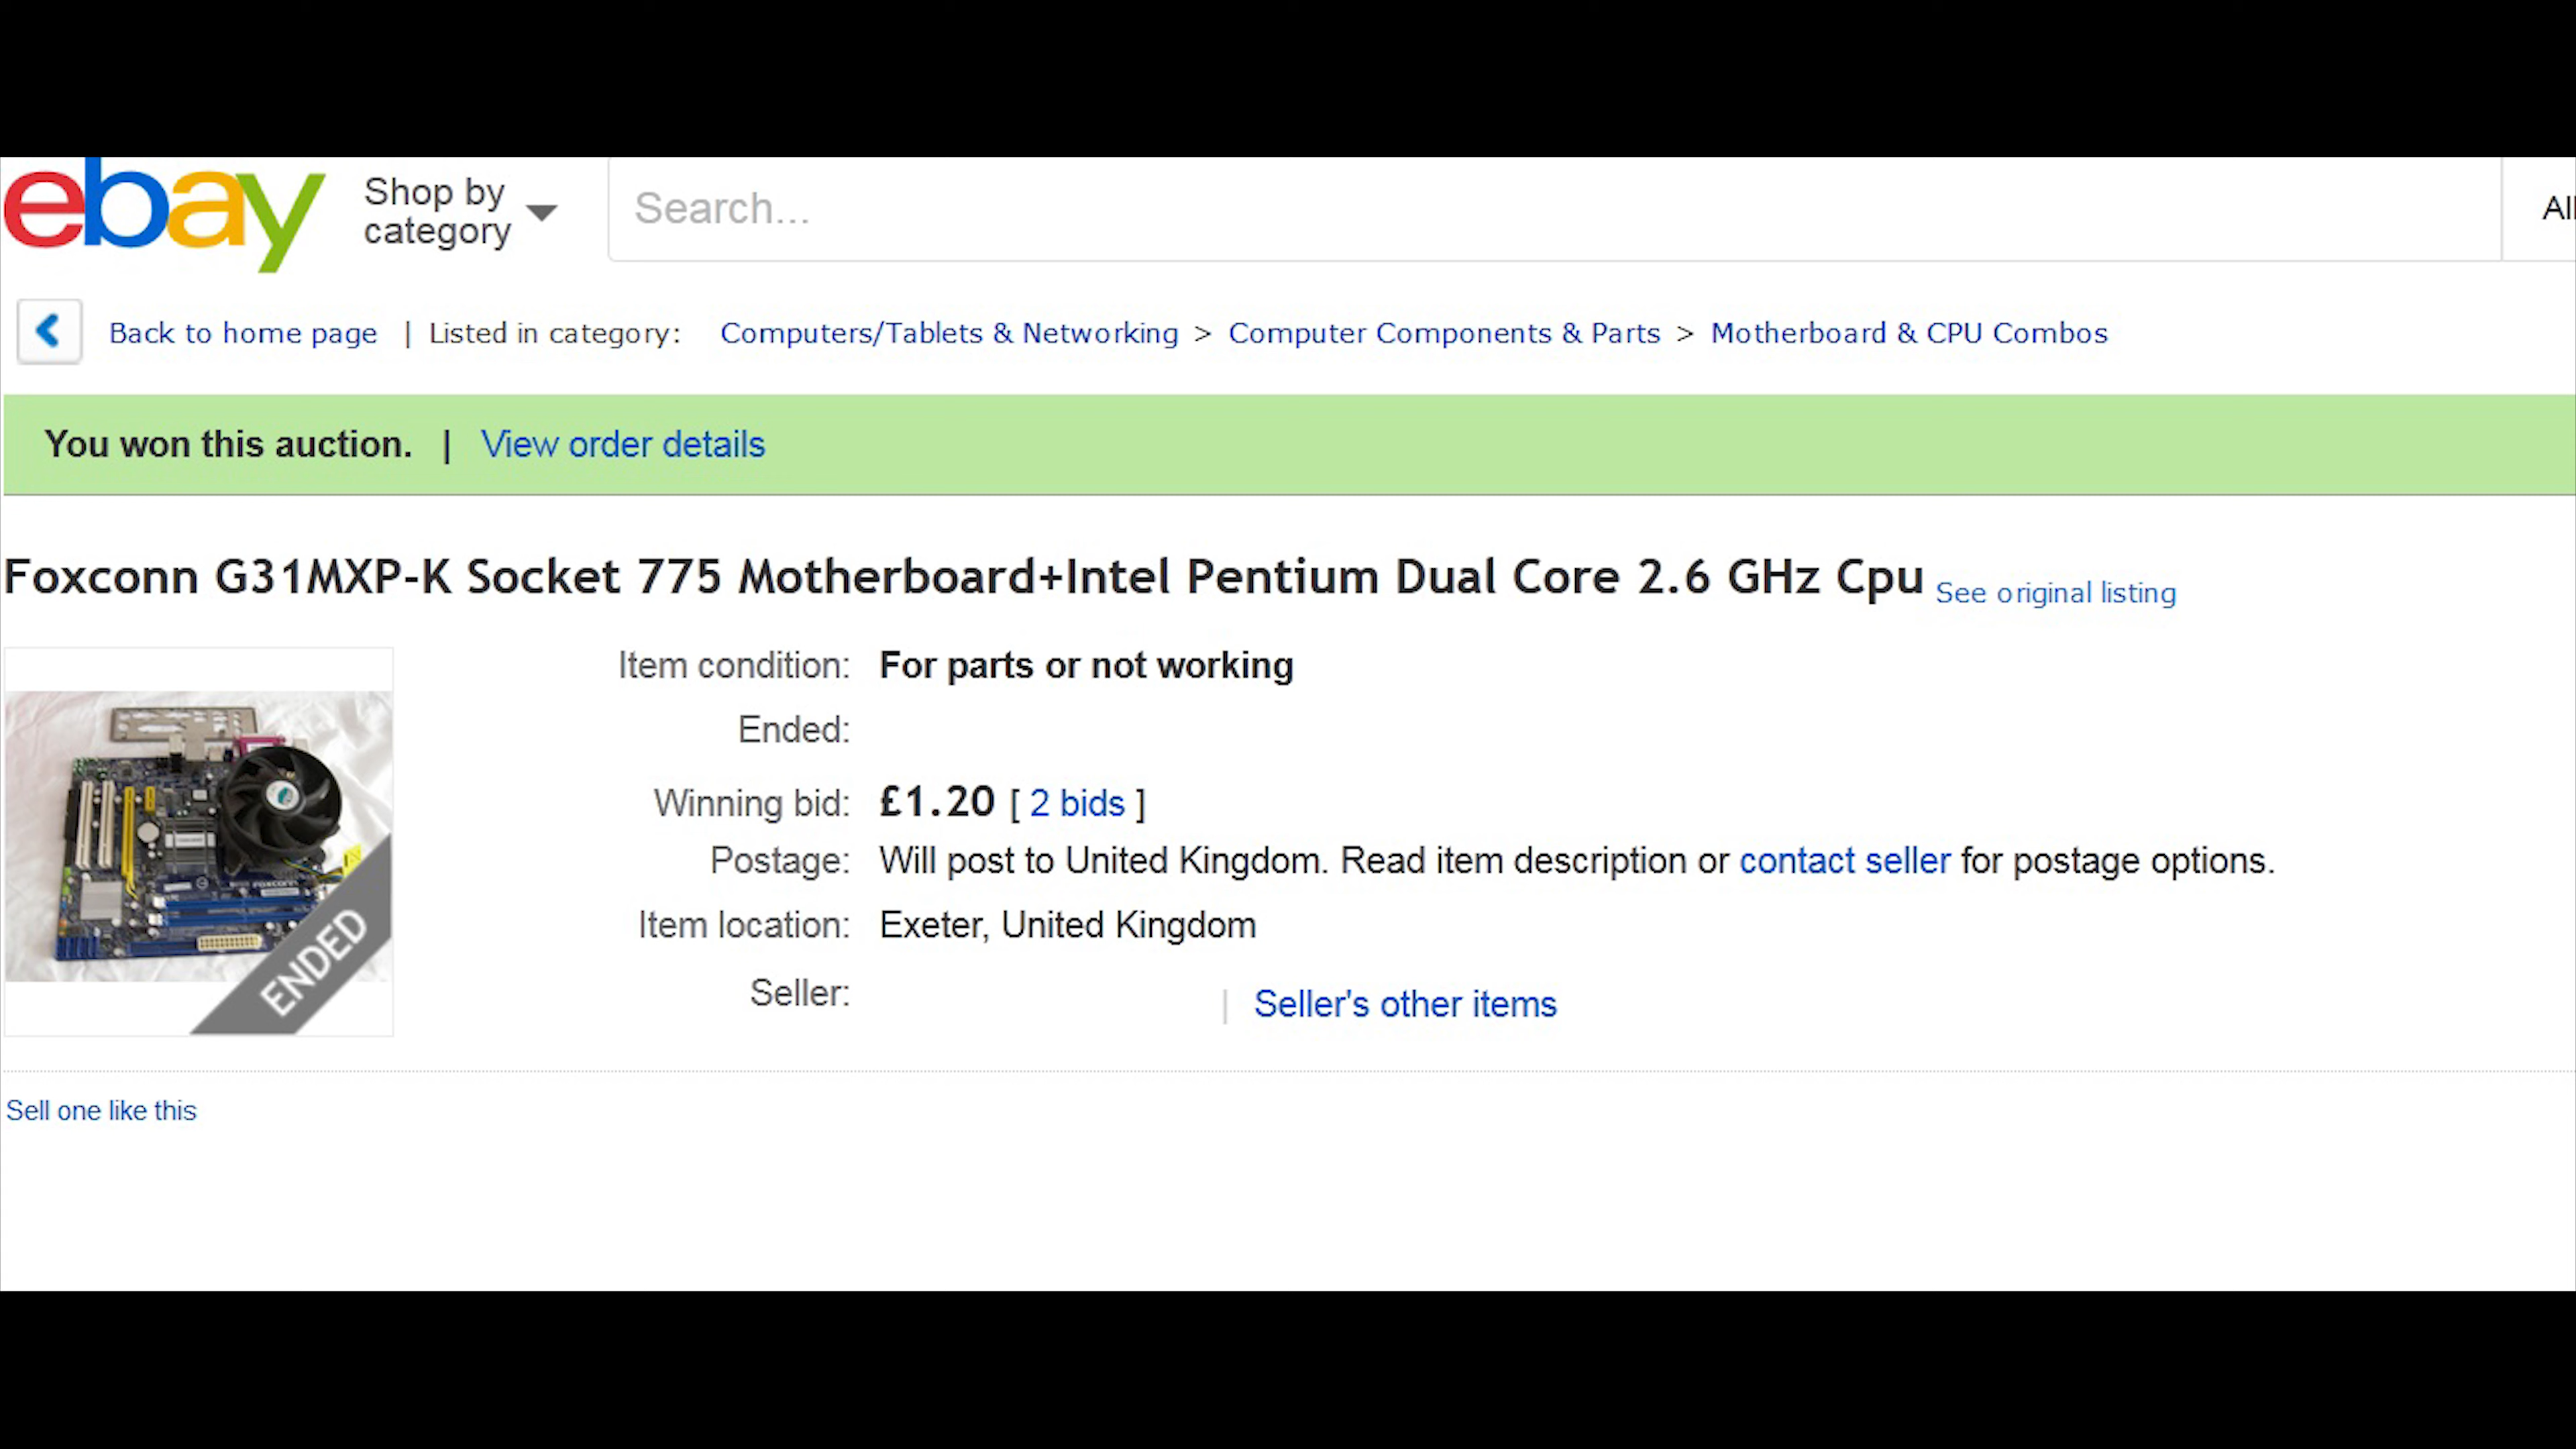 ebay
Shop by
category
Search...
All
Back to home page | Listed in category: Computers/Tablets & Networking > Computer Components & Parts > Motherboard & CPU Combos
You won this auction. | View order details
Foxconn G31MXP-K Socket 775 Motherboard+Intel Pentium Dual Core 2.6 GHz Cpu See original listing
Item condition: For parts or not working
Ended:
Winning bid: £1.20 [ 2 bids ]
Postage: Will post to United Kingdom. Read item description or contact seller for postage options.
Item location: Exeter, United Kingdom
Seller: | Seller's other items
ENDED
Sell one like this